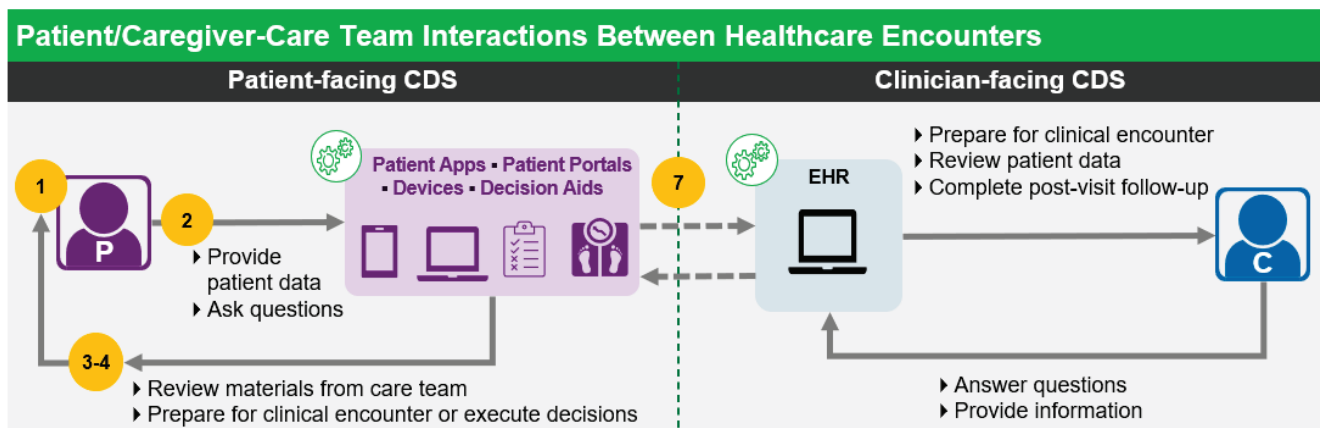 Patient/Caregiver-Care Team Interactions Between Healthcare Encounters
Patient-facing CDS
Clinician-facing CDS
1
P
2
▸ Provide
patient data
▸ Ask questions
3-4
▸ Review materials from care team
▸ Prepare for clinical encounter or execute decisions
Patient Apps ▪ Patient Portals
▪ Devices ▪ Decision Aids
7
EHR
▸ Prepare for clinical encounter
▸ Review patient data
▸ Complete post-visit follow-up
C
▸ Answer questions
▸ Provide information